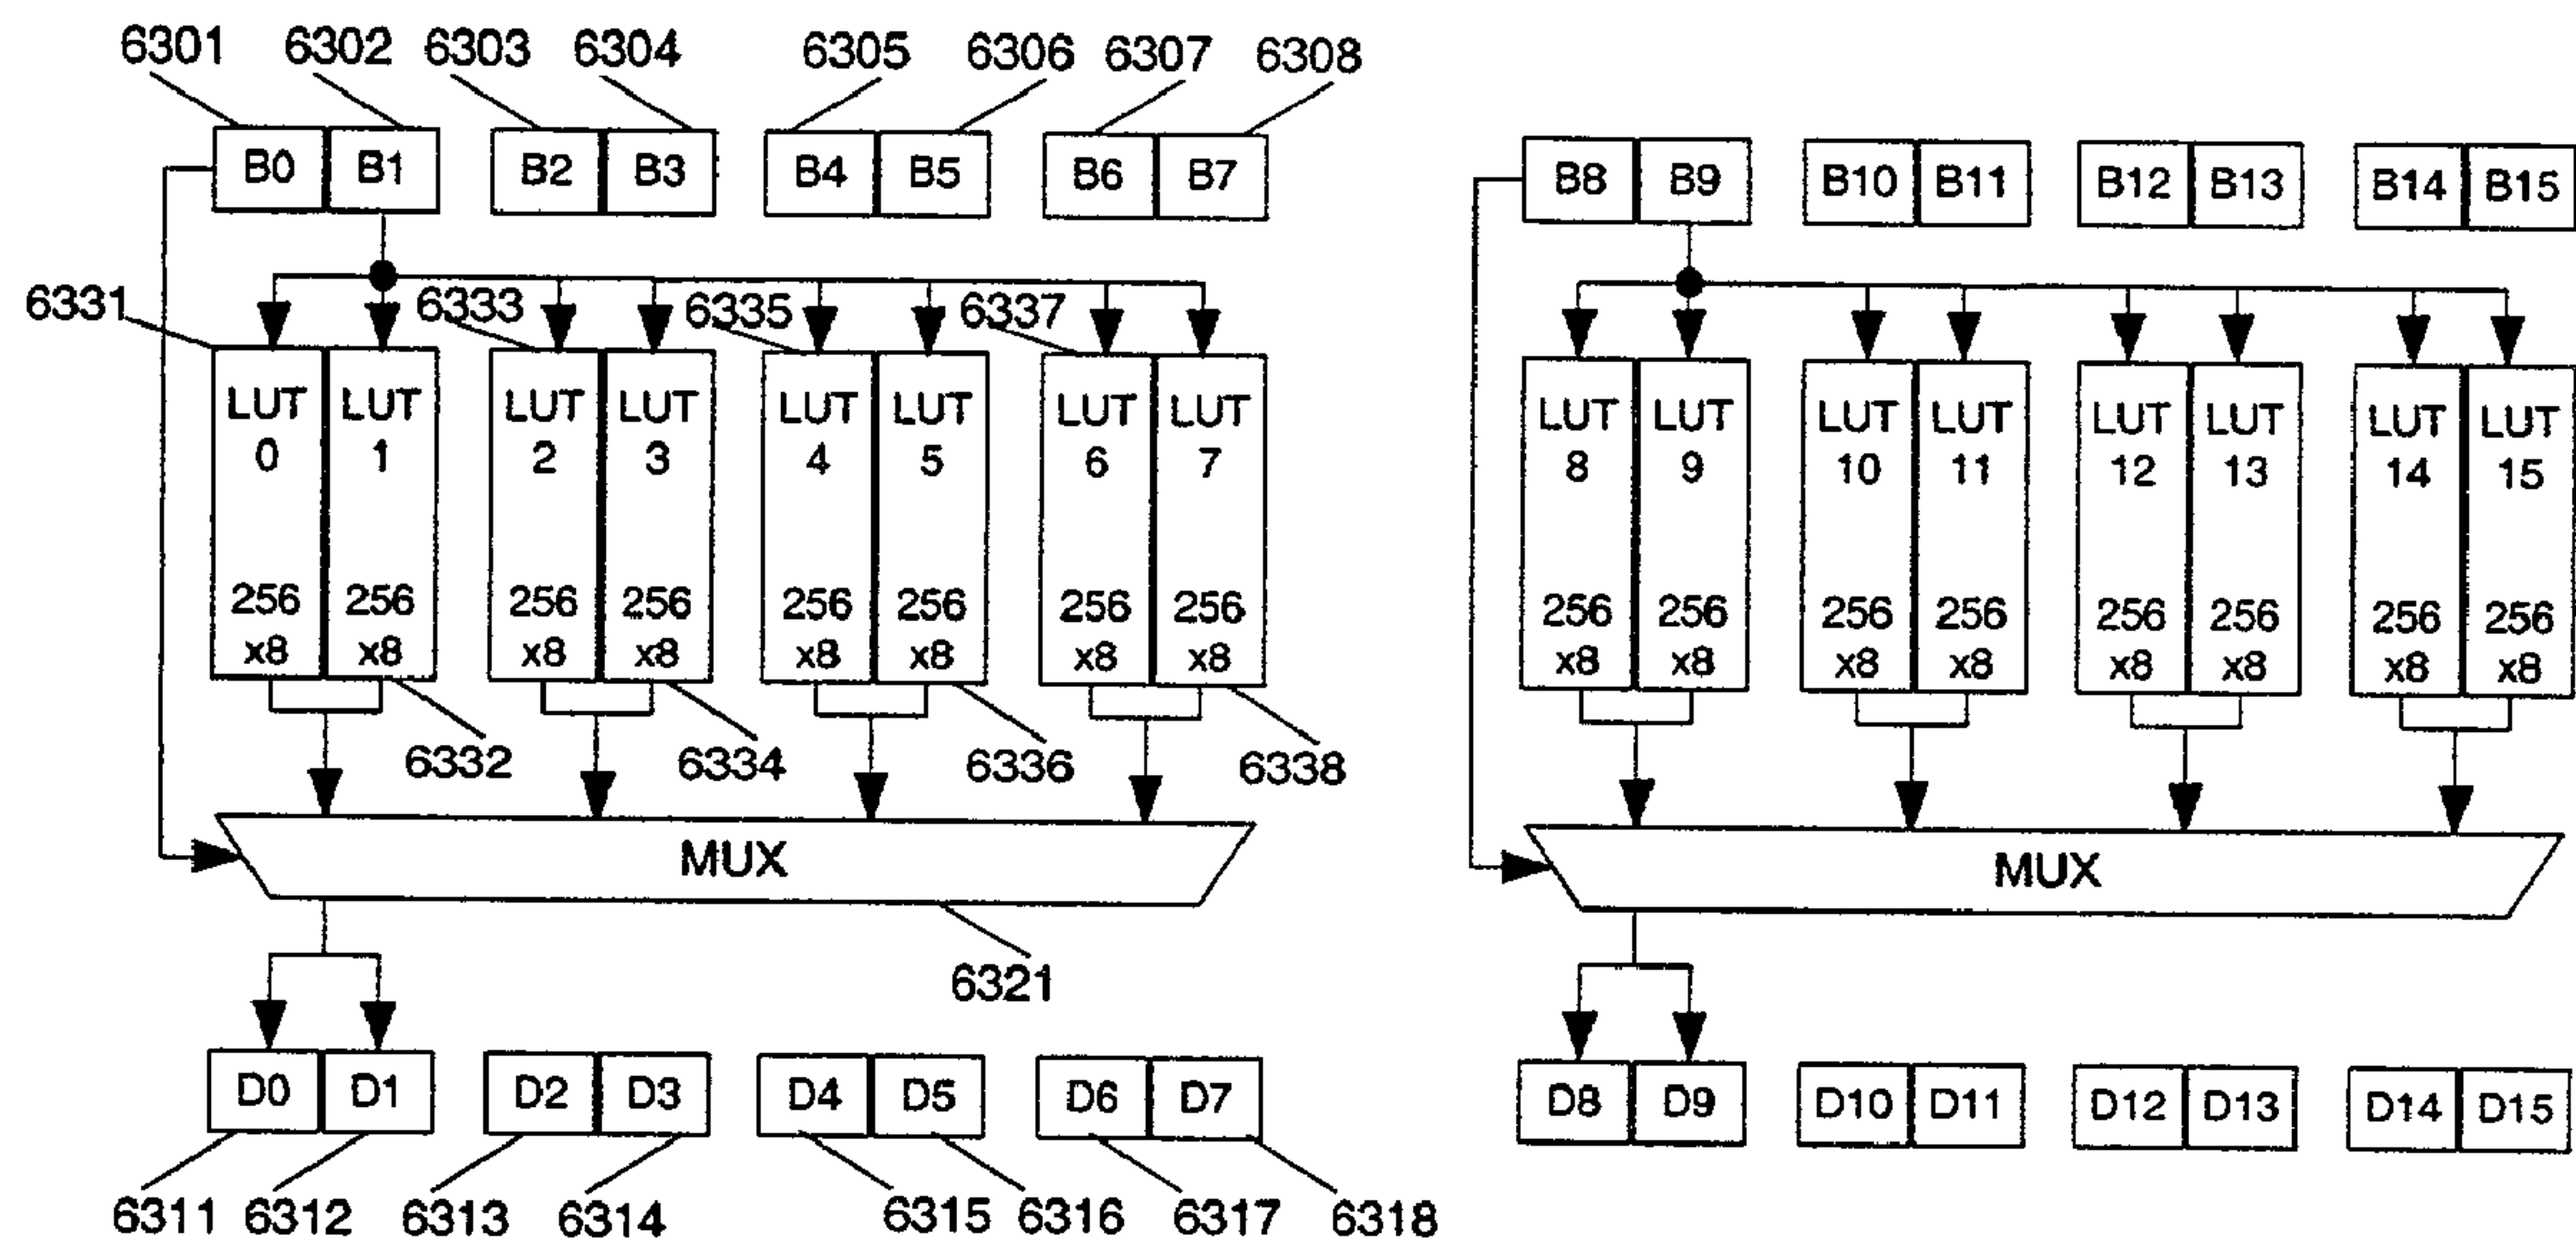 6301 6302 6303 6304 6305 6306 6307 6308
B0 B1 B2 B3 B4 B5 B6 B7 B8 B9 B10 B11 B12 B13 B14 B15
6331 6333 6335 6337
LUT LUT LUT LUT LUT LUT LUT LUT LUT LUT LUT LUT LUT LUT LUT LUT
0 1 2 3 4 5 6 7 8 9 10 11 12 13 14 15
256 256 256 256 256 256 256 256 256 256 256 256 256 256 256 256
x8 x8 x8 x8 x8 x8 x8 x8 x8 x8 x8 x8 x8 x8 x8 x8
6332 6334 6336 6338
MUX MUX
6321
D0 D1 D2 D3 D4 D5 D6 D7 D8 D9 D10 D11 D12 D13 D14 D15
6311 6312 6313 6314 6315 6316 6317 6318